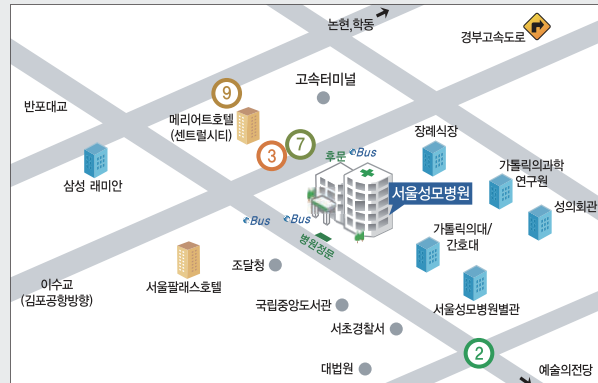 논현,학동
경부고속도로
고속터미널
9
반포대교
메리어트호텔
(센트럴시티)
7
3
장례식장
후문
Bus
가톨릭의과학
연구원
삼성 래미안
서울성모병원
성의회관
Bus
Bus
가톨릭의대/
간호대
병원정문
조달청
이수교
(김포공항방향)
서울팔래스호텔
국립중앙도서관
서울성모병원별관
서초경찰서
2
대법원
예술의전당